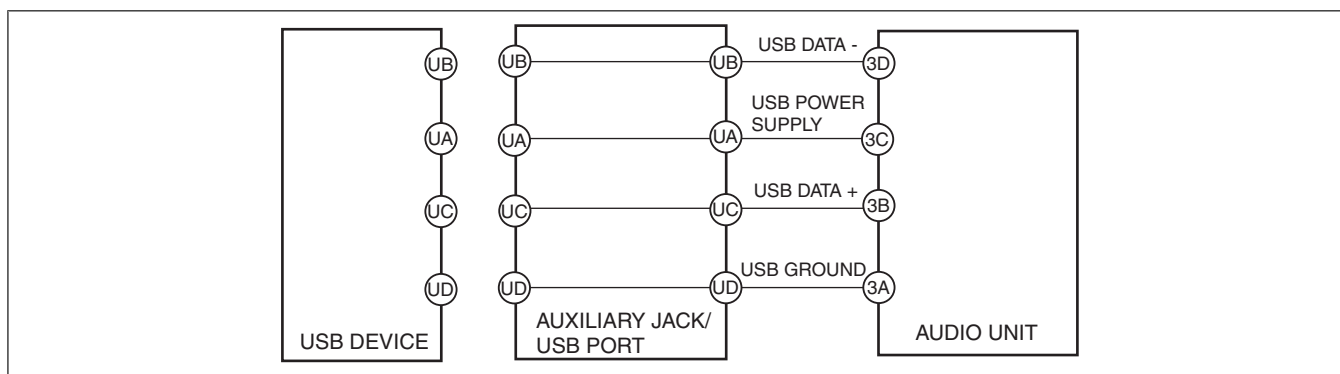 UB UB UB USB DATA - 3D
USB POWER
SUPPLY
UA UA UA 3C
UC UC UC USB DATA + 3B
UD UD UD USB GROUND 3A
USB DEVICE
AUXILIARY JACK/
USB PORT
AUDIO UNIT